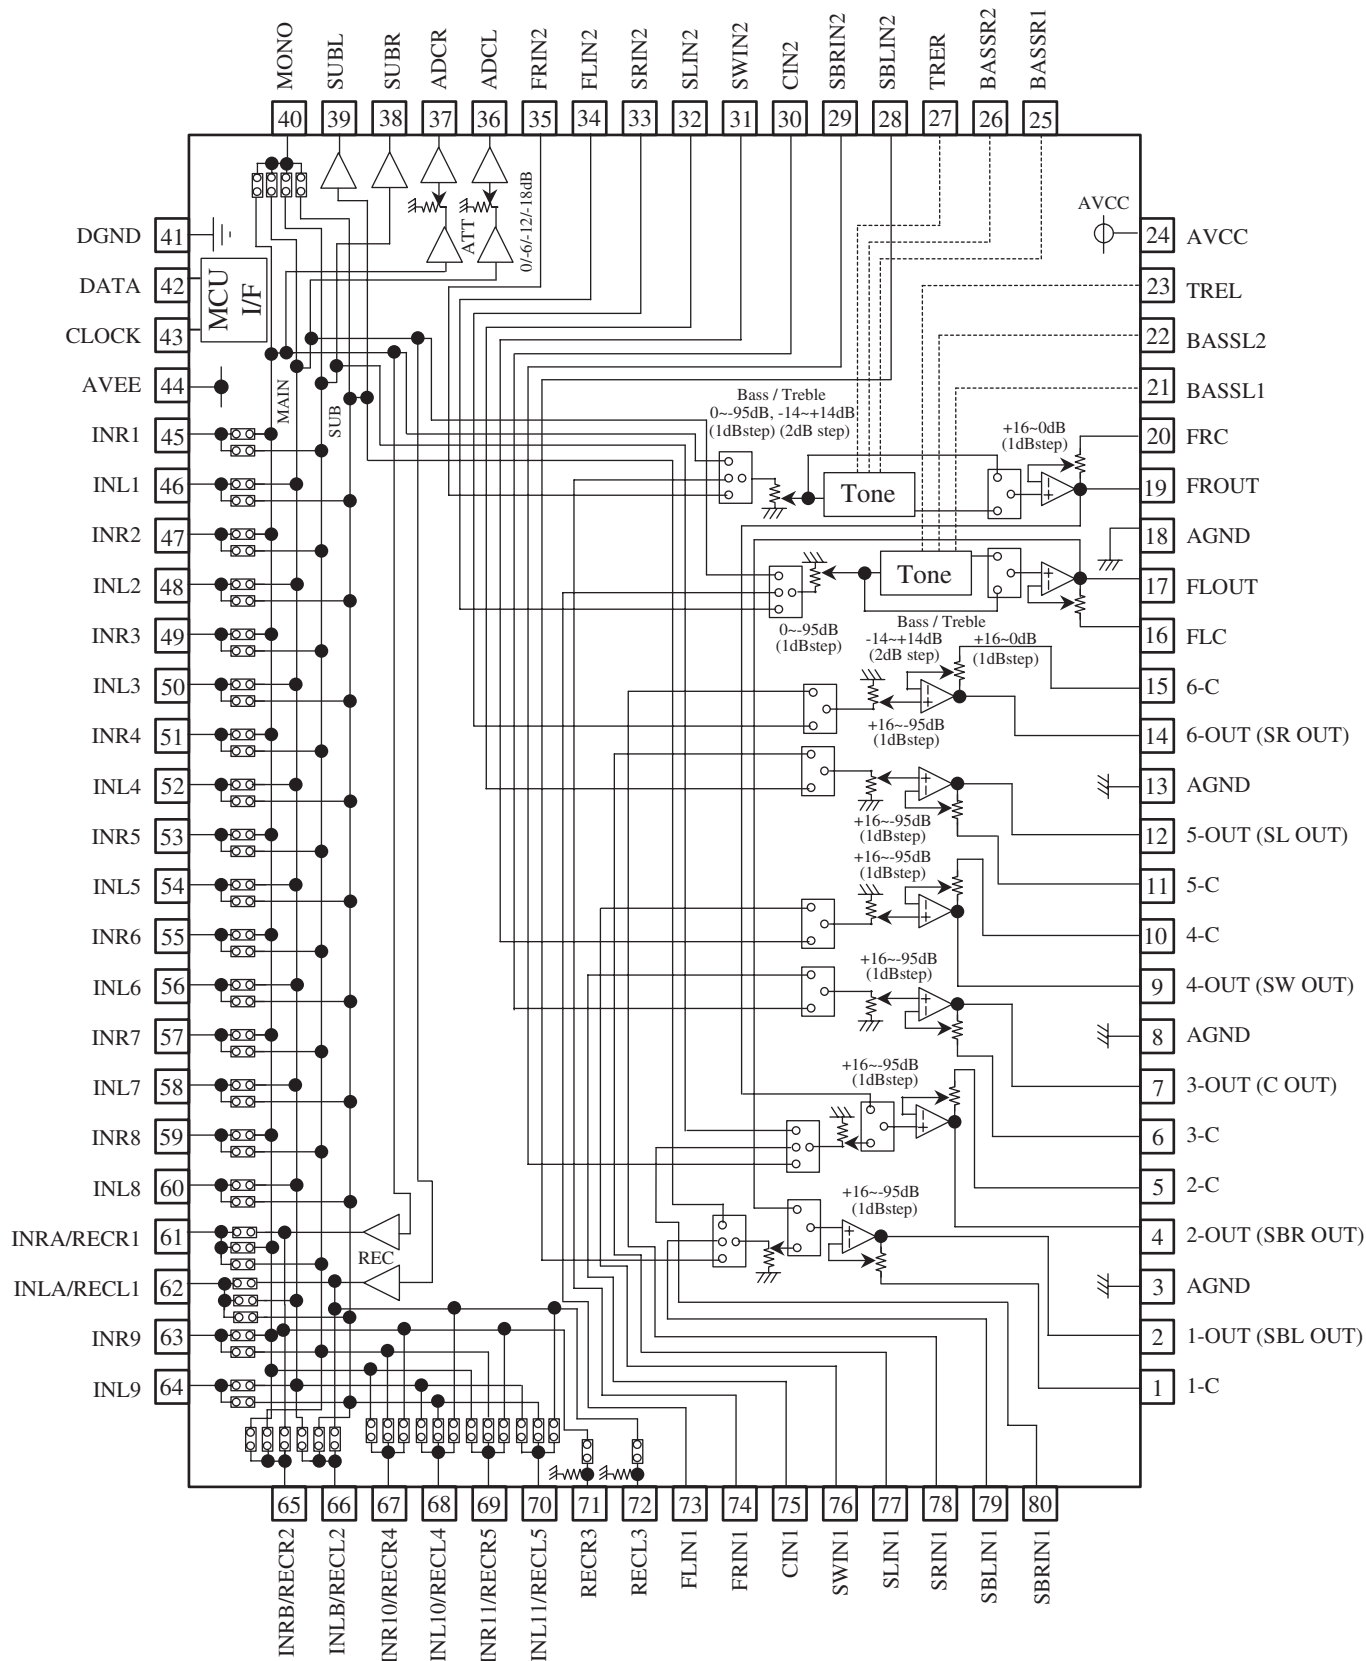 MONO
SUBL
SUBR
ADCR
ADCL
FRIN2
FLIN2
SRIN2
SLIN2
SWIN2
CIN2
SBRIN2
SBLIN2
TRER
BASSR2
BASSR1
40
39
38
37
36
35
34
33
32
31
30
29
28
27
26
25
ATT
0/-6/-12/-18dB
MCU
I/F
MAIN
SUB
DGND 41
DATA 42
CLOCK 43
AVEE 44
INR1 45
INL1 46
INR2 47
INL2 48
INR3 49
INL3 50
INR4 51
INL4 52
INR5 53
INL5 54
INR6 55
INL6 56
INR7 57
INL7 58
INR8 59
INL8 60
INRA/RECR1 61
INLA/RECL1 62
INR9 63
INL9 64
REC
AVCC
24 AVCC
23 TREL
22 BASSL2
21 BASSL1
20 FRC
19 FROUT
18 AGND
17 FLOUT
16 FLC
15 6-C
14 6-OUT (SR OUT)
13 AGND
12 5-OUT (SL OUT)
11 5-C
10 4-C
9 4-OUT (SW OUT)
8 AGND
7 3-OUT (C OUT)
6 3-C
5 2-C
4 2-OUT (SBR OUT)
3 AGND
2 1-OUT (SBL OUT)
1 1-C
Bass / Treble
0~-95dB, -14~+14dB
(1dBstep) (2dB step)
+16~0dB
(1dBstep)
Tone
Tone
0~-95dB
(1dBstep)
Bass / Treble
-14~+14dB
(2dB step)
+16~0dB
(1dBstep)
+16~-95dB
(1dBstep)
+16~-95dB
(1dBstep)
+16~-95dB
(1dBstep)
+16~-95dB
(1dBstep)
+16~-95dB
(1dBstep)
+16~-95dB
(1dBstep)
65
66
67
68
69
70
71
72
73
74
75
76
77
78
79
80
INRB/RECR2
INLB/RECL2
INR10/RECR4
INL10/RECL4
INR11/RECR5
INL11/RECL5
RECR3
RECL3
FLIN1
FRIN1
CIN1
SWIN1
SLIN1
SRIN1
SBLIN1
SBRIN1